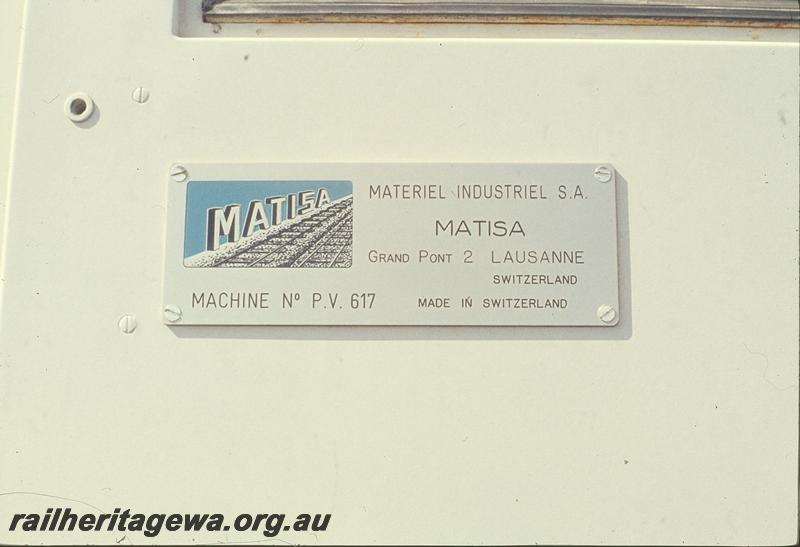 MATISA
MATERIEL INDUSTRIEL S.A.
MATISA
GRAND PONT 2 LAUSANNE
SWITZERLAND
MACHINE Nº P.V. 617
MADE IN SWITZERLAND
railheritagewa.org.au